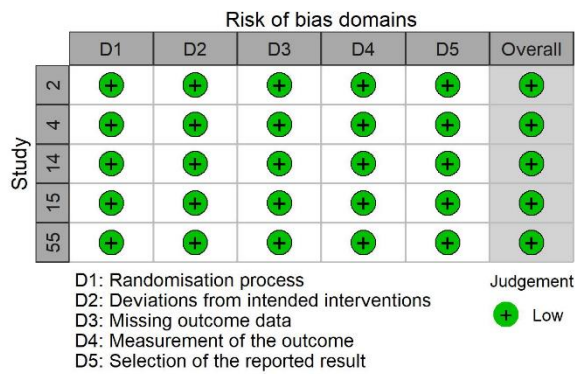 Risk of bias domains
D1 D2 D3 D4 D5 Overall
Study
2 + + + + + +
4 + + + + + +
14 + + + + + +
15 + + + + + +
55 + + + + + +
D1: Randomisation process
D2: Deviations from intended interventions
D3: Missing outcome data
D4: Measurement of the outcome
D5: Selection of the reported result
Judgement
+ Low